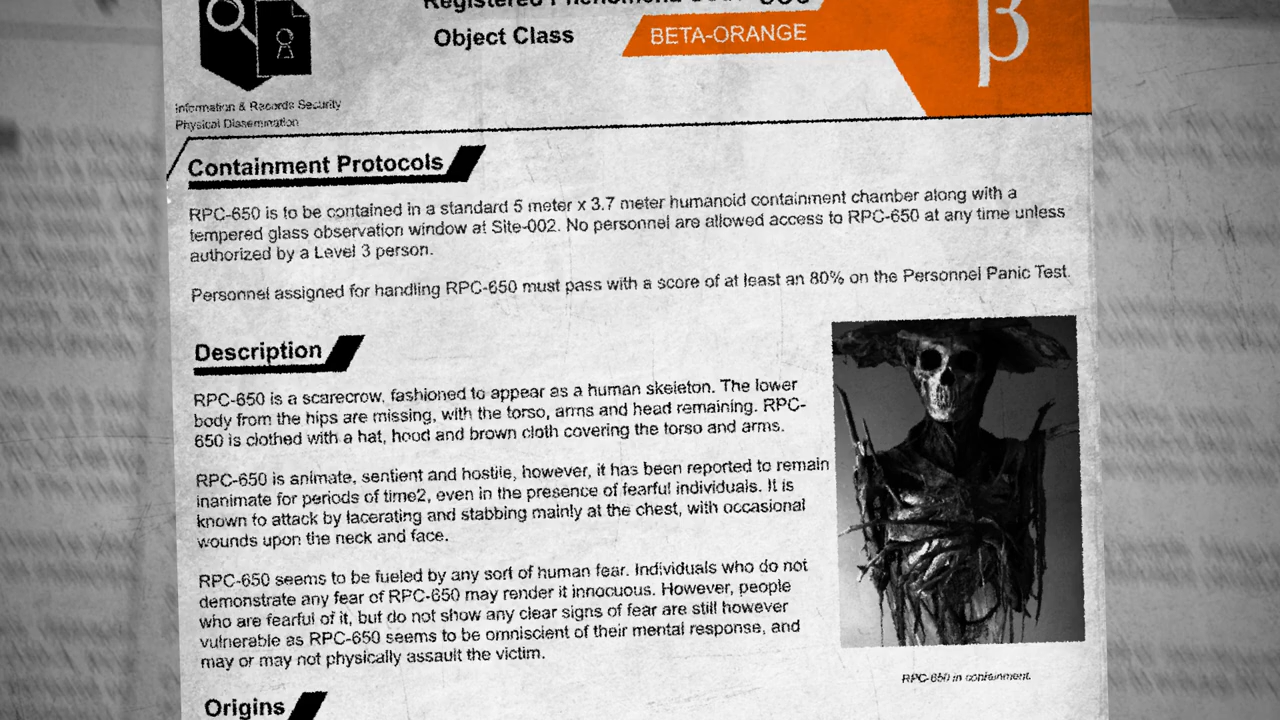 Object Class
BETA-ORANGE
β
Information & Records Security
Physical Dissemination
Containment Protocols
RPC-650 is to be contained in a standard 5 meter x 3.7 meter humanoid containment chamber along with a
tempered glass observation window at Site-002. No personnel are allowed access to RPC-650 at any time unless
authorized by a Level 3 person.
Personnel assigned for handling RPC-650 must pass with a score of at least an 80% on the Personnel Panic Test.
Description
RPC-650 is a scarecrow, fashioned to appear as a human skeleton. The lower
body from the hips are missing, with the torso, arms and head remaining. RPC-
650 is clothed with a hat, hood and brown cloth covering the torso and arms.
RPC-650 is animate, sentient and hostile, however, it has been reported to remain
inanimate for periods of time2, even in the presence of fearful individuals. It is
known to attack by lacerating and stabbing mainly at the chest, with occasional
wounds upon the neck and face.
RPC-650 seems to be fueled by any sort of human fear. Individuals who do not
demonstrate any fear of RPC-650 may render it innocuous. However, people
who are fearful of it, but do not show any clear signs of fear are still however
vulnerable as RPC-650 seems to be omniscient of their mental response, and
may or may not physically assault the victim.
RPC-650 in containment.
Origins